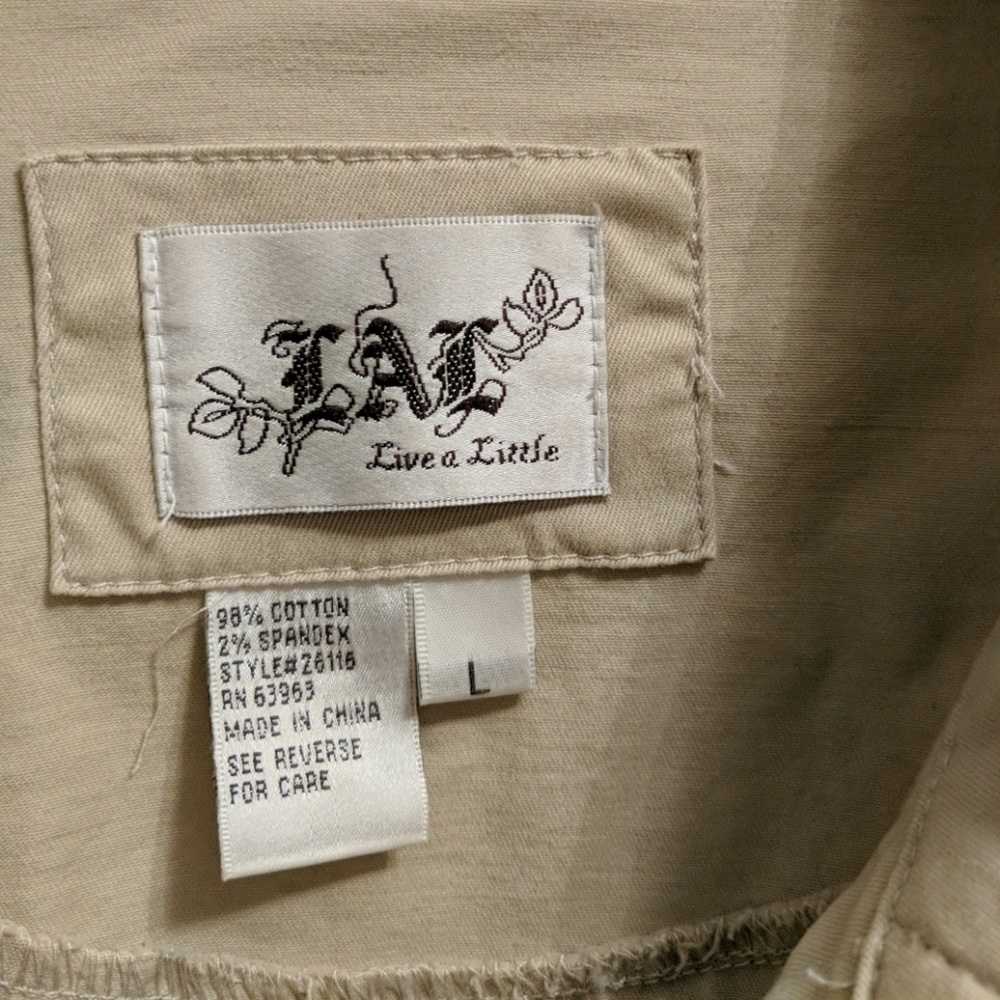 LAL
Live a Little
98% COTTON
2% SPANDEX
STYLE#26116
RN 63963
MADE IN CHINA
SEE REVERSE
FOR CARE
L